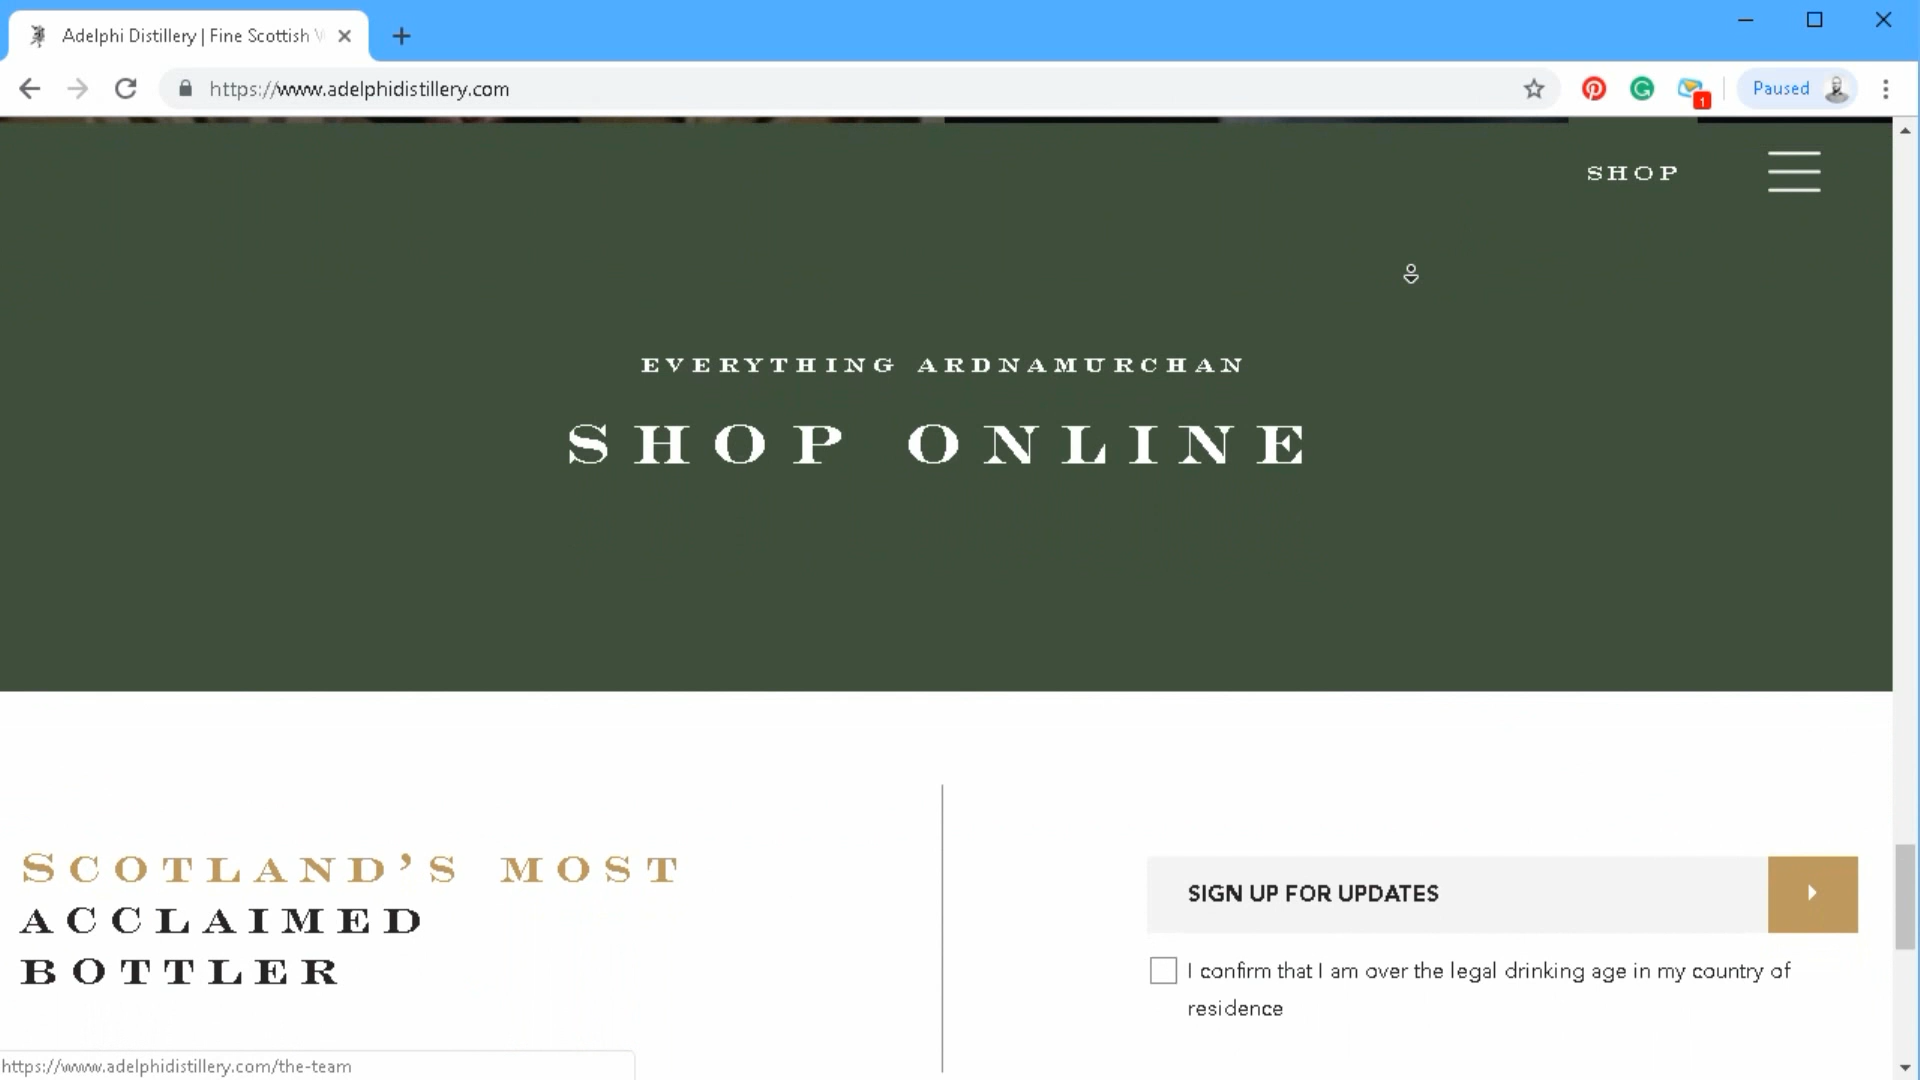 Adelphi Distillery | Fine Scottish
https://www.adelphidistillery.com
1
Paused
SHOP
EVERYTHING ARDNAMURCHAN
SHOP ONLINE
SCOTLAND'S MOST
ACCLAIMED
BOTTLER
SIGN UP FOR UPDATES
I confirm that I am over the legal drinking age in my country of
residence
https://www.adelphidistillery.com/the-team